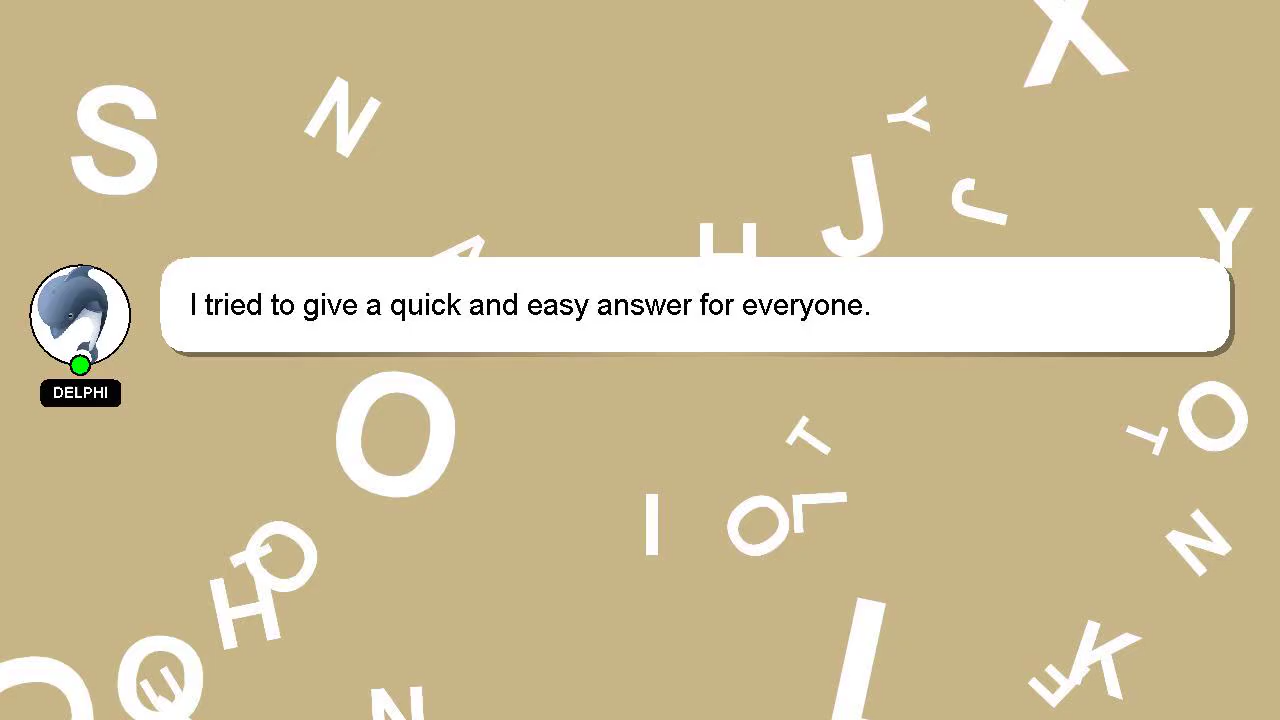 I tried to give a quick and easy answer for everyone.
DELPHI
S
N
X
Y
J
J
H
Y
O
T
T
O
I
O
L
N
O
T
H
K
E
I
N